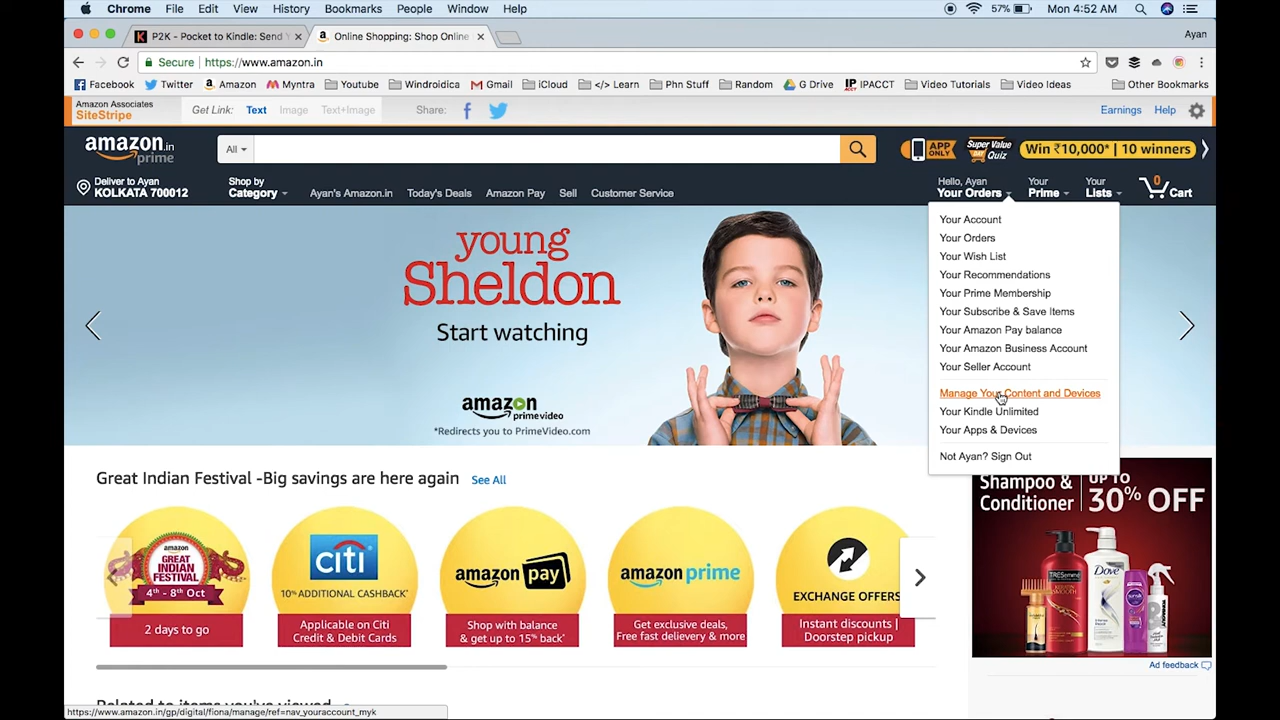 Chrome File Edit View History Bookmarks People Window Help 57% Mon 4:52 AM
P2K - Pocket to Kindle: Send Y Online Shopping: Shop Online Ayan
Secure https://www.amazon.in
Facebook Twitter Amazon Myntra Youtube Windroidica Gmail iCloud </> Learn Phn Stuff Random G Drive IPACCT Video Tutorials Video Ideas Other Bookmarks
Amazon Associates
SiteStripe
Get Link: Text Image Text+Image Share: Earnings Help
amazon.in
prime
All
APP ONLY
Super Value DAY Quiz
Win ₹10,000* | 10 winners
Deliver to Ayan
KOLKATA 700012
Shop by
Category
Ayan's Amazon.in Today's Deals Amazon Pay Sell Customer Service
Hello, Ayan
Your Orders
Your
Prime
Your
Lists
0
Cart
Your Account
Your Orders
Your Wish List
Your Recommendations
Your Prime Membership
Your Subscribe & Save Items
Your Amazon Pay balance
Your Amazon Business Account
Your Seller Account
Manage Your Content and Devices
Your Kindle Unlimited
Your Apps & Devices
Not Ayan? Sign Out
young
Sheldon
Start watching
amazon
prime video
*Redirects you to PrimeVideo.com
Great Indian Festival -Big savings are here again See All
amazon
GREAT
INDIAN
FESTIVAL
4th - 8th Oct
2 days to go
citi
10% ADDITIONAL CASHBACK*
Applicable on Citi
Credit & Debit Cards
amazon pay
Shop with balance
& get up to 15% back*
amazon prime
Get exclusive deals,
Free fast delievery & more
EXCHANGE OFFERS
Instant discounts |
Doorstep pickup
Shampoo &
Conditioner
UP TO
30% OFF
TRESemmé
Dove
Ad feedback
Related to items you've viewed
https://www.amazon.in/gp/digital/fiona/manage/ref=nav_youraccount_myk